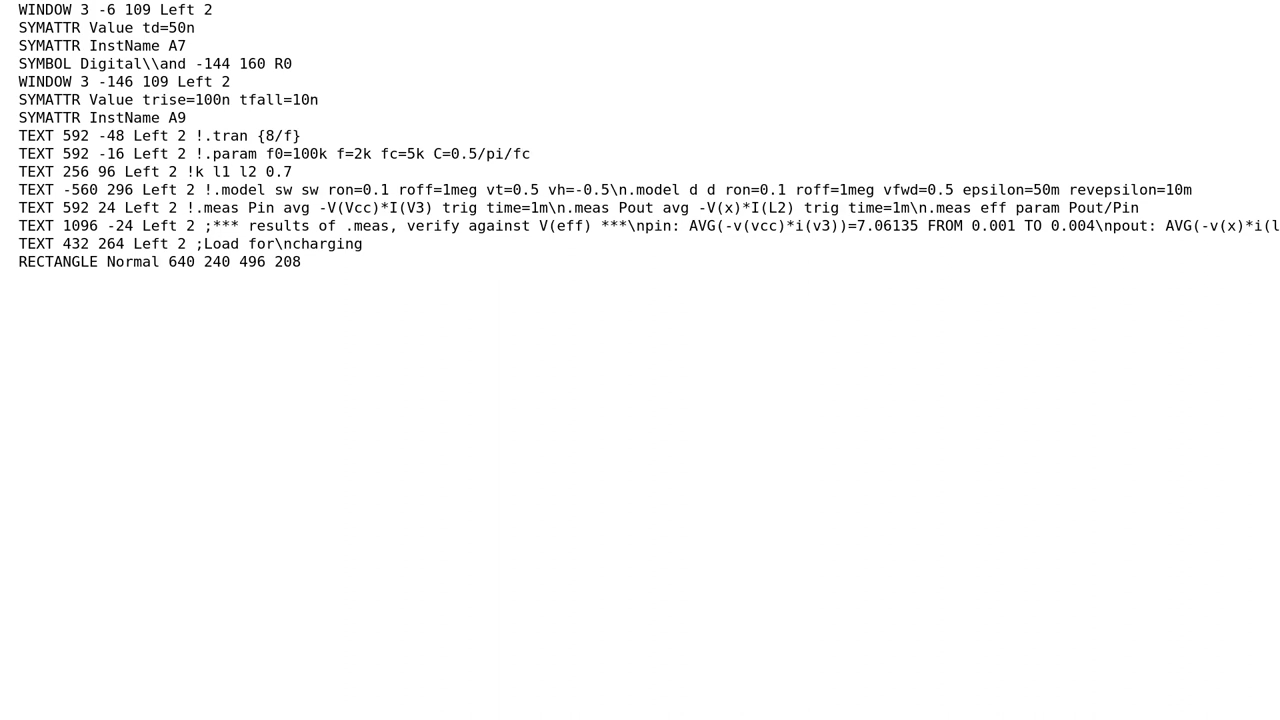 WINDOW 3 -6 109 Left 2
SYMATTR Value td=50n
SYMATTR InstName A7
SYMBOL Digital\\and -144 160 R0
WINDOW 3 -146 109 Left 2
SYMATTR Value trise=100n tfall=10n
SYMATTR InstName A9
TEXT 592 -48 Left 2 !.tran {8/f}
TEXT 592 -16 Left 2 !.param f0=100k f=2k fc=5k C=0.5/pi/fc
TEXT 256 96 Left 2 !k l1 l2 0.7
TEXT -560 296 Left 2 !.model sw sw ron=0.1 roff=1meg vt=0.5 vh=-0.5\n.model d d ron=0.1 roff=1meg vfwd=0.5 epsilon=50m revepsilon=10m
TEXT 592 24 Left 2 !.meas Pin avg -V(Vcc)*I(V3) trig time=1m\n.meas Pout avg -V(x)*I(L2) trig time=1m\n.meas eff param Pout/Pin
TEXT 1096 -24 Left 2 ;*** results of .meas, verify against V(eff) ***\npin: AVG(-v(vcc)*i(v3))=7.06135 FROM 0.001 TO 0.004\npout: AVG(-v(x)*i(l
TEXT 432 264 Left 2 ;Load for\ncharging
RECTANGLE Normal 640 240 496 208